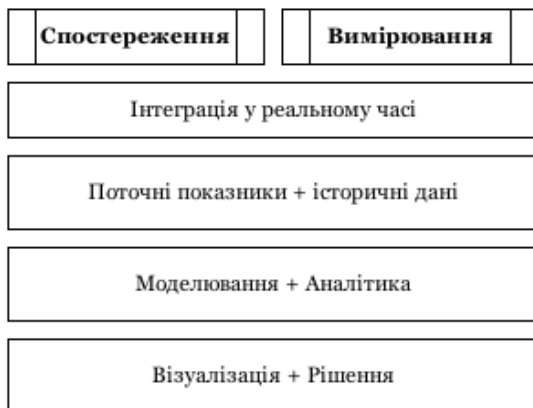 Спостереження
Вимірювання
Інтеграція у реальному часі
Поточні показники + історичні дані
Моделювання + Аналітика
Візуалізація + Рішення